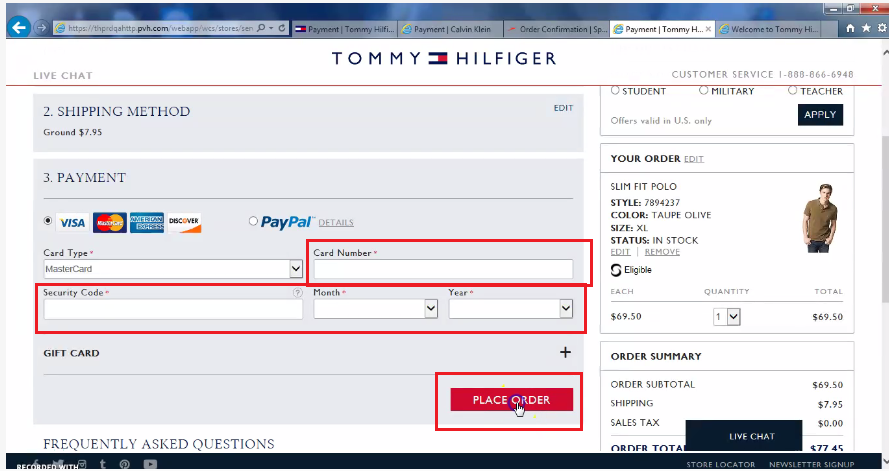 https://thprdqahttp.pvh.com/webapp/wcs/stores/ser
Payment | Tommy Hilfi...
Payment | Calvin Klein
Order Confirmation | Sp...
Payment | Tommy H...
Welcome to Tommy Hi...
TOMMY HILFIGER
LIVE CHAT
CUSTOMER SERVICE 1-888-866-6948
2. SHIPPING METHOD
EDIT
Ground $7.95
3. PAYMENT
VISA
MasterCard
AMERICAN EXPRESS
DISCOVER
PayPal
DETAILS
Card Type *
MasterCard
Card Number *
Security Code *
?
Month *
Year *
GIFT CARD
+
PLACE ORDER
FREQUENTLY ASKED QUESTIONS
STUDENT
MILITARY
TEACHER
Offers valid in U.S. only
APPLY
YOUR ORDER EDIT
SLIM FIT POLO
STYLE: 7894237
COLOR: TAUPE OLIVE
SIZE: XL
STATUS: IN STOCK
EDIT | REMOVE
Eligible
EACH QUANTITY TOTAL
$69.50 1 $69.50
ORDER SUMMARY
ORDER SUBTOTAL $69.50
SHIPPING $7.95
SALES TAX $0.00
ORDER TOTA $77.45
LIVE CHAT
RECORDED WITH
STORE LOCATOR
NEWSLETTER SIGNUP